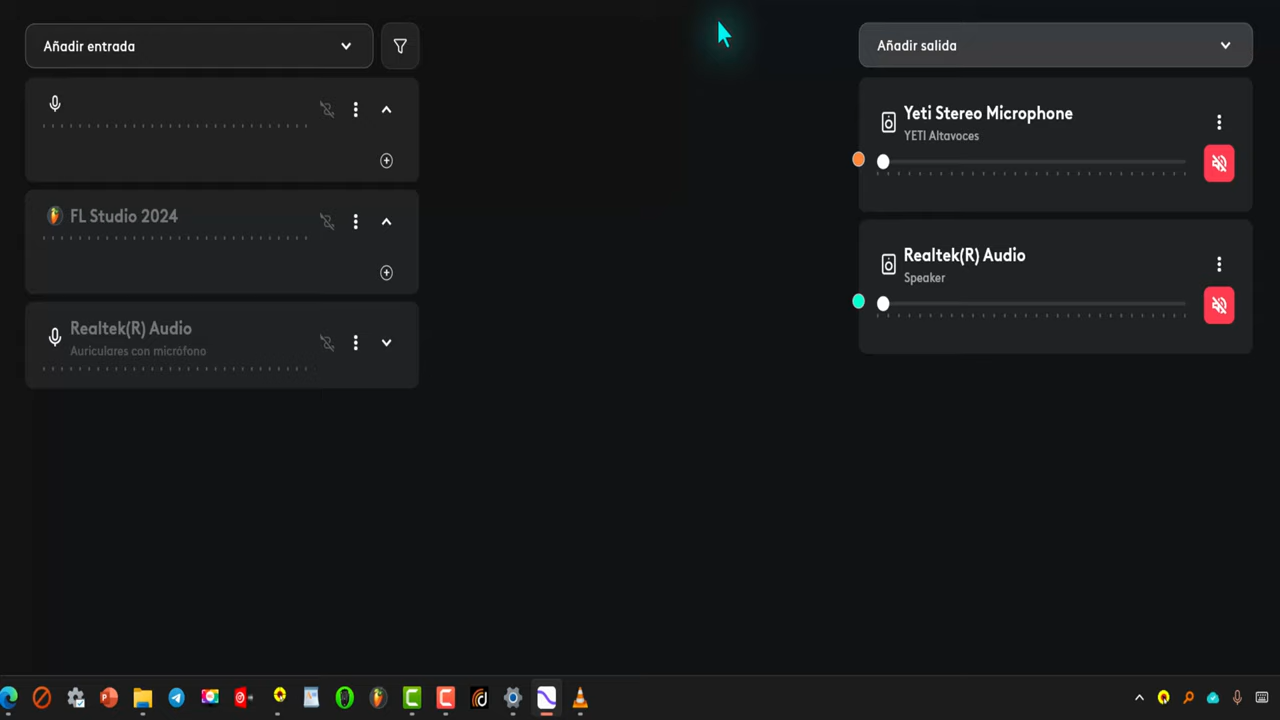 Añadir entrada
FL Studio 2024
Realtek(R) Audio
Auriculares con micrófono
Añadir salida
Yeti Stereo Microphone
YETI Altavoces
Realtek(R) Audio
Speaker